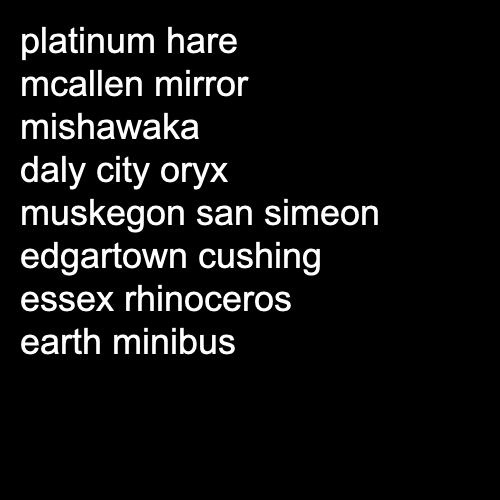 platinum hare
mcallen mirror
mishawaka
daly city oryx
muskegon san simeon
edgartown cushing
essex rhinoceros
earth minibus